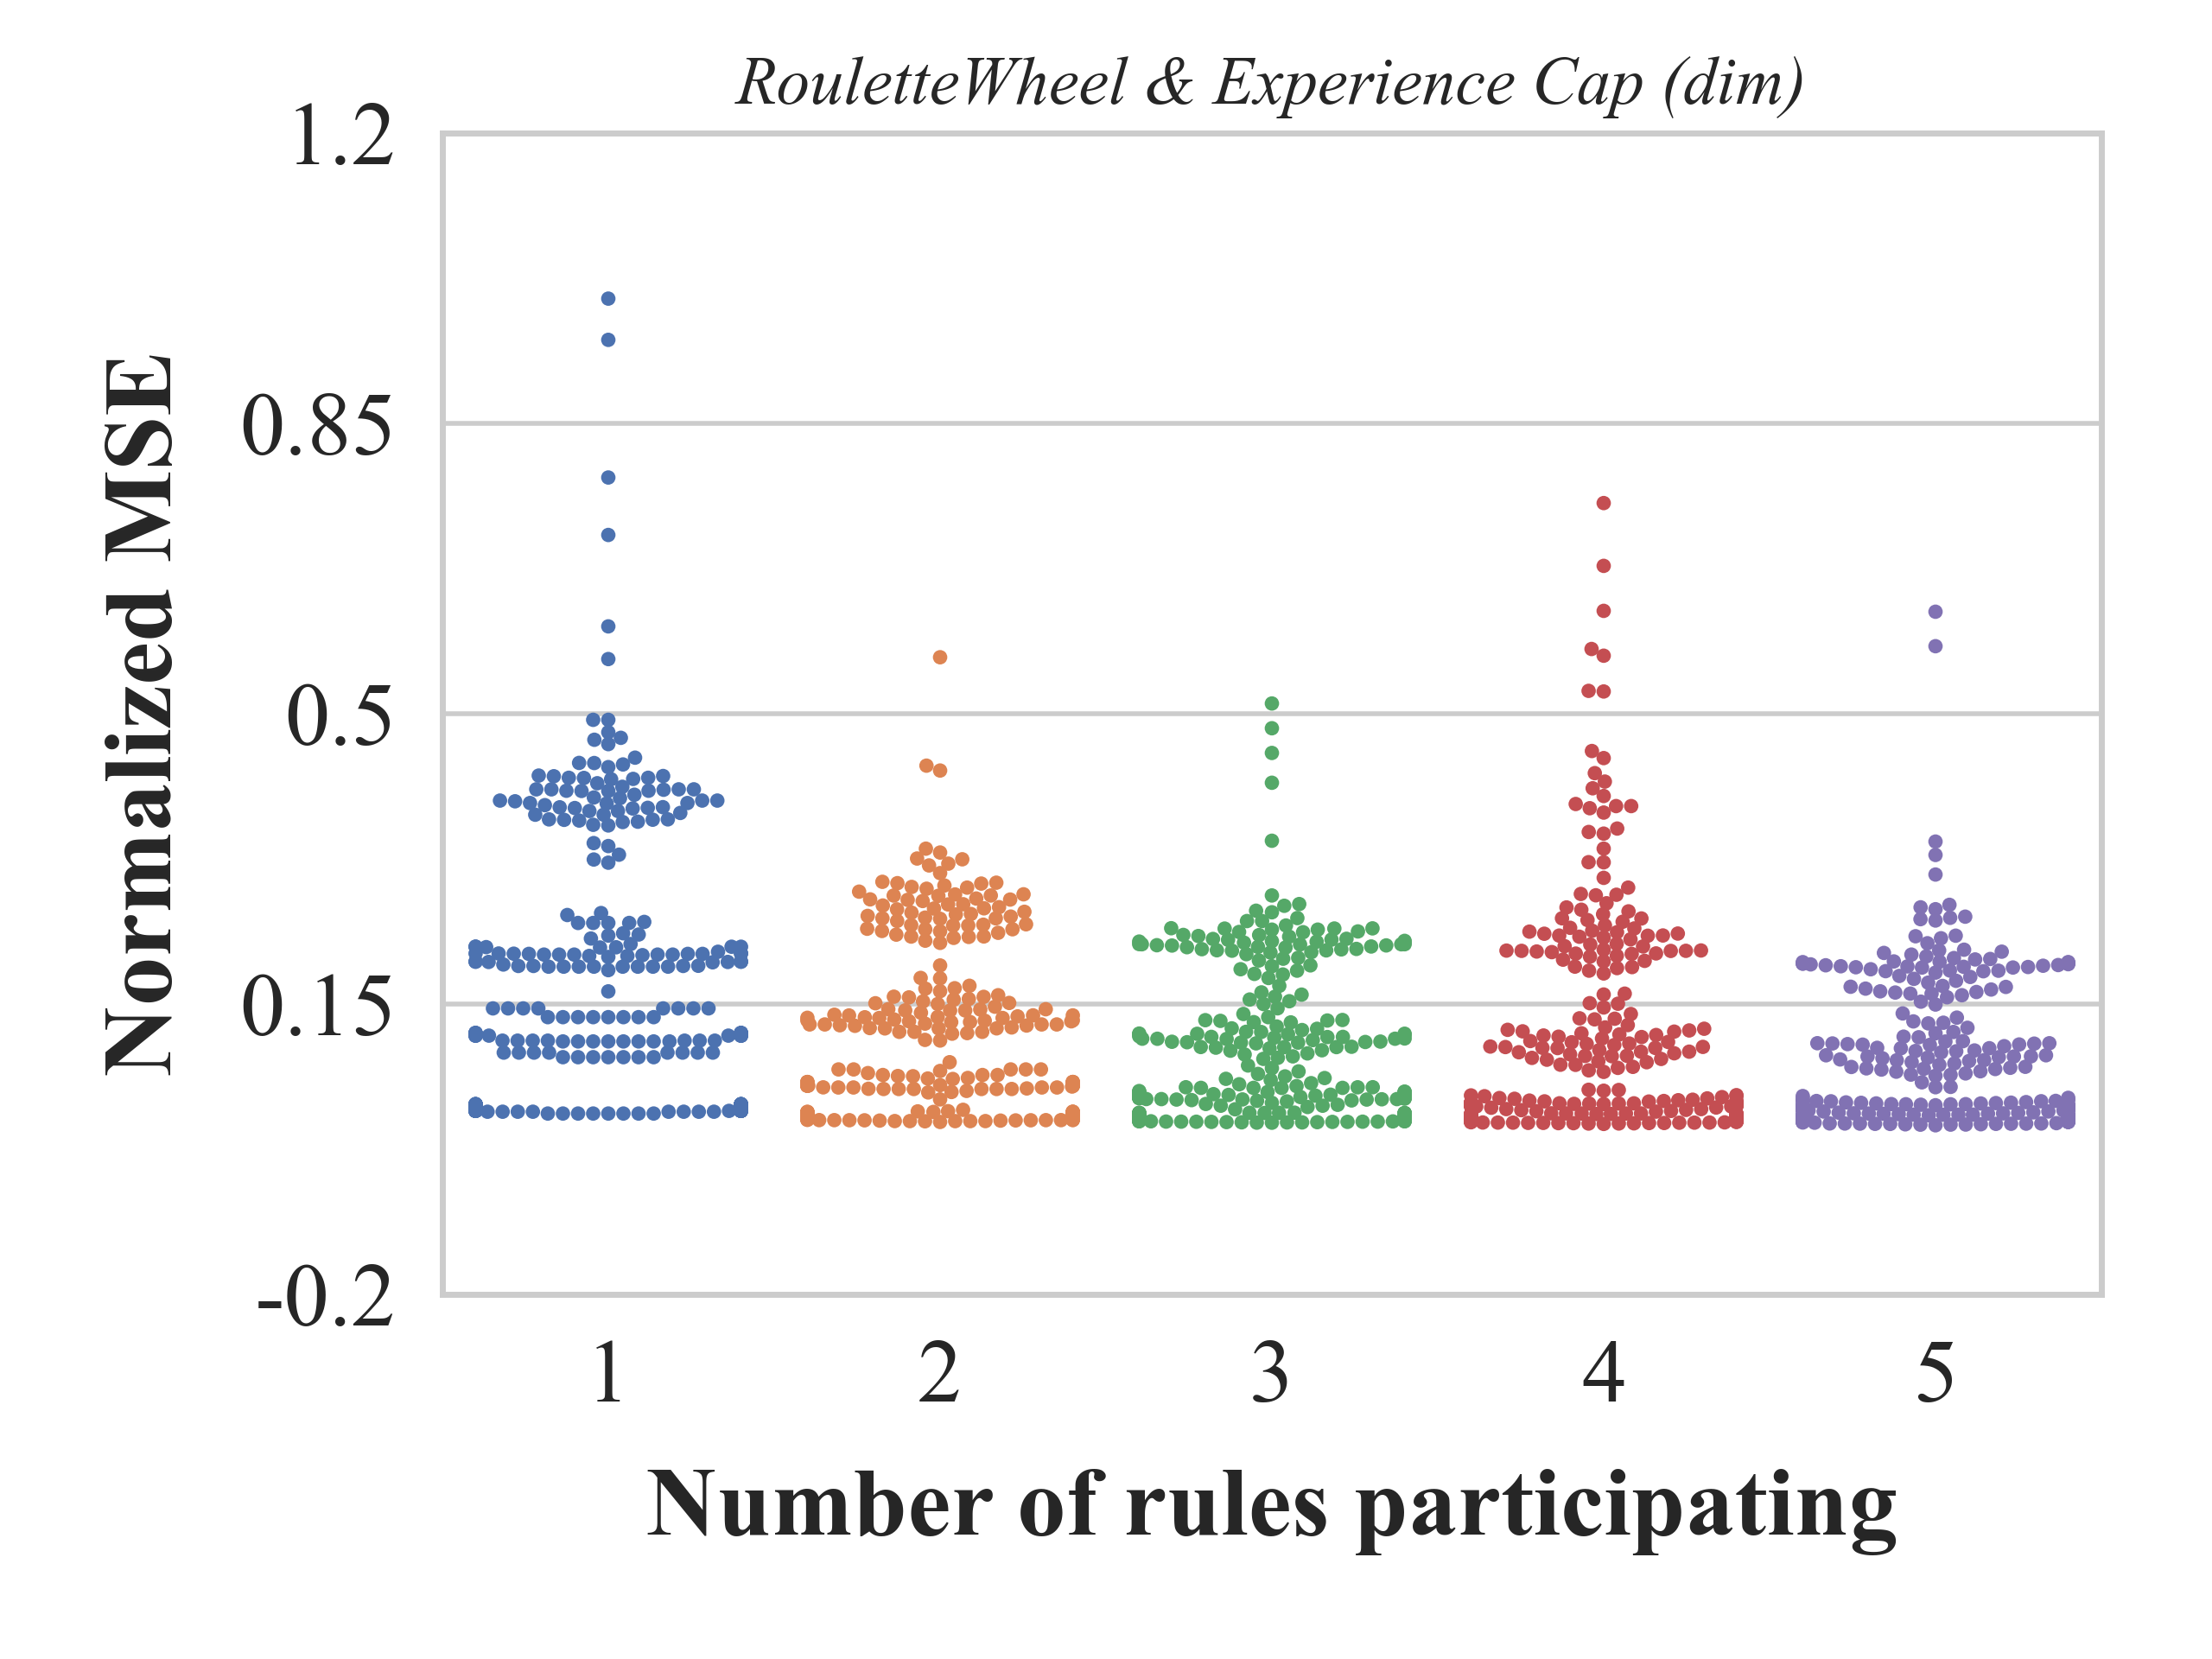 RouletteWheel & Experience Cap (dim)
1.2
0.85
0.5
0.15
-0.2
Normalized MSE
1 2 3 4 5
Number of rules participating